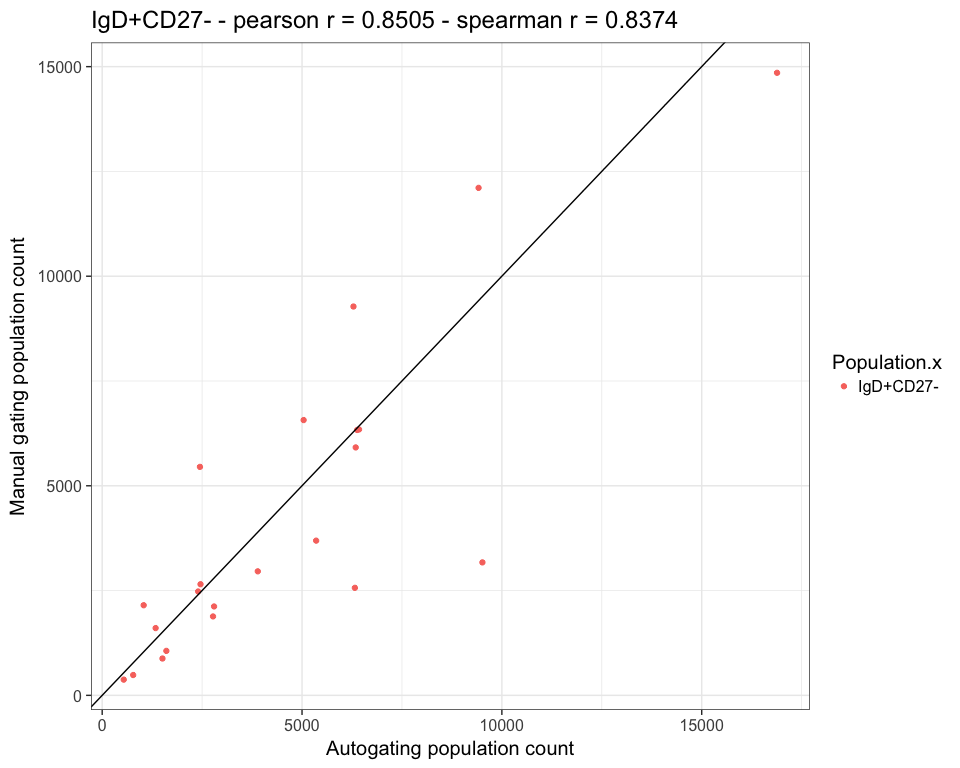 IgD+CD27- - pearson r = 0.8505 - spearman r = 0.8374
Manual gating population count
15000
10000
5000
0
0 5000 10000 15000
Autogating population count
Population.x
IgD+CD27-